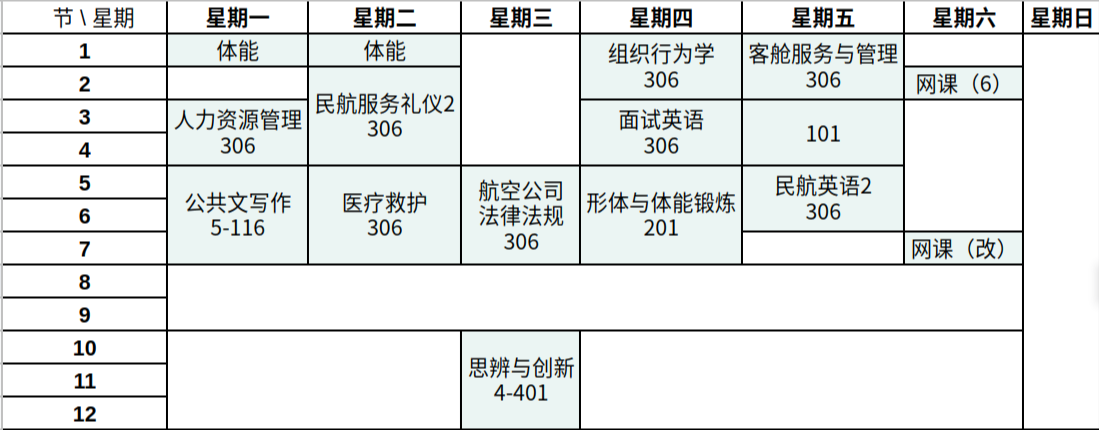 节 \ 星期 星期一 星期二 星期三 星期四 星期五 星期六 星期日
1 体能 体能
组织行为学
306
客舱服务与管理
306
2
民航服务礼仪2
306
网课（6）
3
人力资源管理
306
面试英语
306
101
4
5
公共文写作
5-116
医疗救护
306
航空公司
法律法规
306
形体与体能锻炼
201
民航英语2
306
6
7
网课（改）
8
9
10
思辨与创新
4-401
11
12